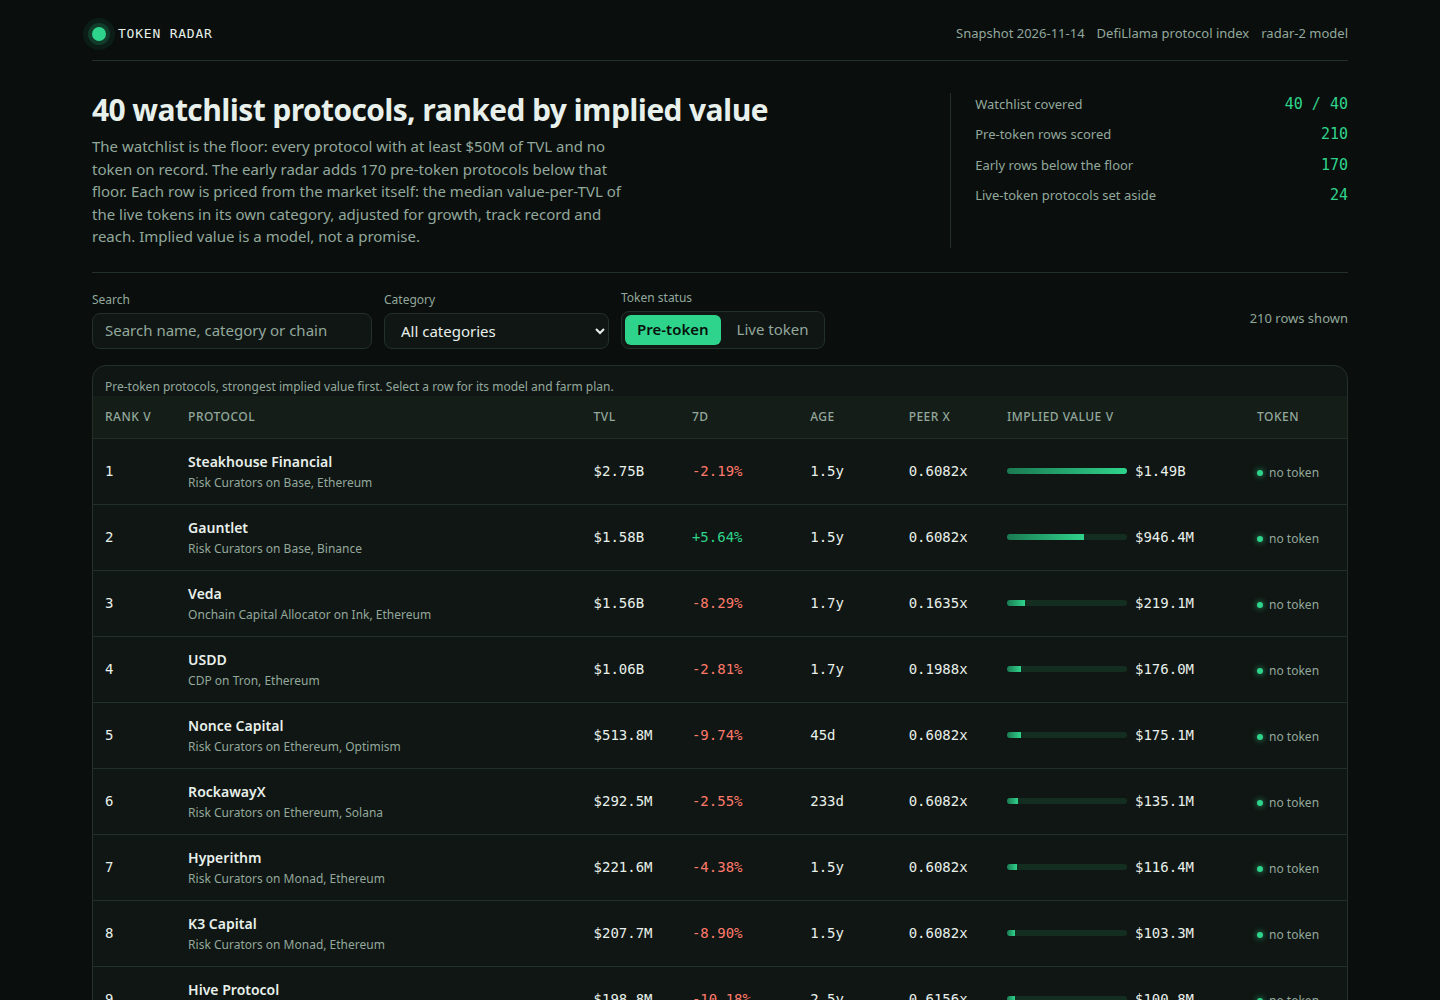 TOKEN RADAR
Snapshot 2026-11-14 DefiLlama protocol index radar-2 model
40 watchlist protocols, ranked by implied value
The watchlist is the floor: every protocol with at least $50M of TVL and no
token on record. The early radar adds 170 pre-token protocols below that
floor. Each row is priced from the market itself: the median value-per-TVL of
the live tokens in its own category, adjusted for growth, track record and
reach. Implied value is a model, not a promise.
Watchlist covered 40 / 40
Pre-token rows scored 210
Early rows below the floor 170
Live-token protocols set aside 24
Search
Category
Token status
Search name, category or chain
All categories
Pre-token
Live token
210 rows shown
Pre-token protocols, strongest implied value first. Select a row for its model and farm plan.
RANK V PROTOCOL TVL 7D AGE PEER X IMPLIED VALUE V TOKEN
1 Steakhouse Financial $2.75B -2.19% 1.5y 0.6082x $1.49B no token
Risk Curators on Base, Ethereum
2 Gauntlet $1.58B +5.64% 1.5y 0.6082x $946.4M no token
Risk Curators on Base, Binance
3 Veda $1.56B -8.29% 1.7y 0.1635x $219.1M no token
Onchain Capital Allocator on Ink, Ethereum
4 USDD $1.06B -2.81% 1.7y 0.1988x $176.0M no token
CDP on Tron, Ethereum
5 Nonce Capital $513.8M -9.74% 45d 0.6082x $175.1M no token
Risk Curators on Ethereum, Optimism
6 RockawayX $292.5M -2.55% 233d 0.6082x $135.1M no token
Risk Curators on Ethereum, Solana
7 Hyperithm $221.6M -4.38% 1.5y 0.6082x $116.4M no token
Risk Curators on Monad, Ethereum
8 K3 Capital $207.7M -8.90% 1.5y 0.6082x $103.3M no token
Risk Curators on Monad, Ethereum
9 Hive Protocol $198.8M -10.18% 2.5y 0.6156x $100.8M no token